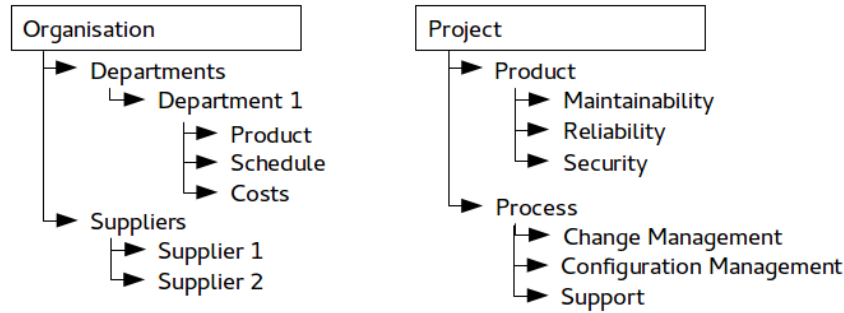 Organisation
Departments
Department 1
Product
Schedule
Costs
Suppliers
Supplier 1
Supplier 2
Project
Product
Maintainability
Reliability
Security
Process
Change Management
Configuration Management
Support